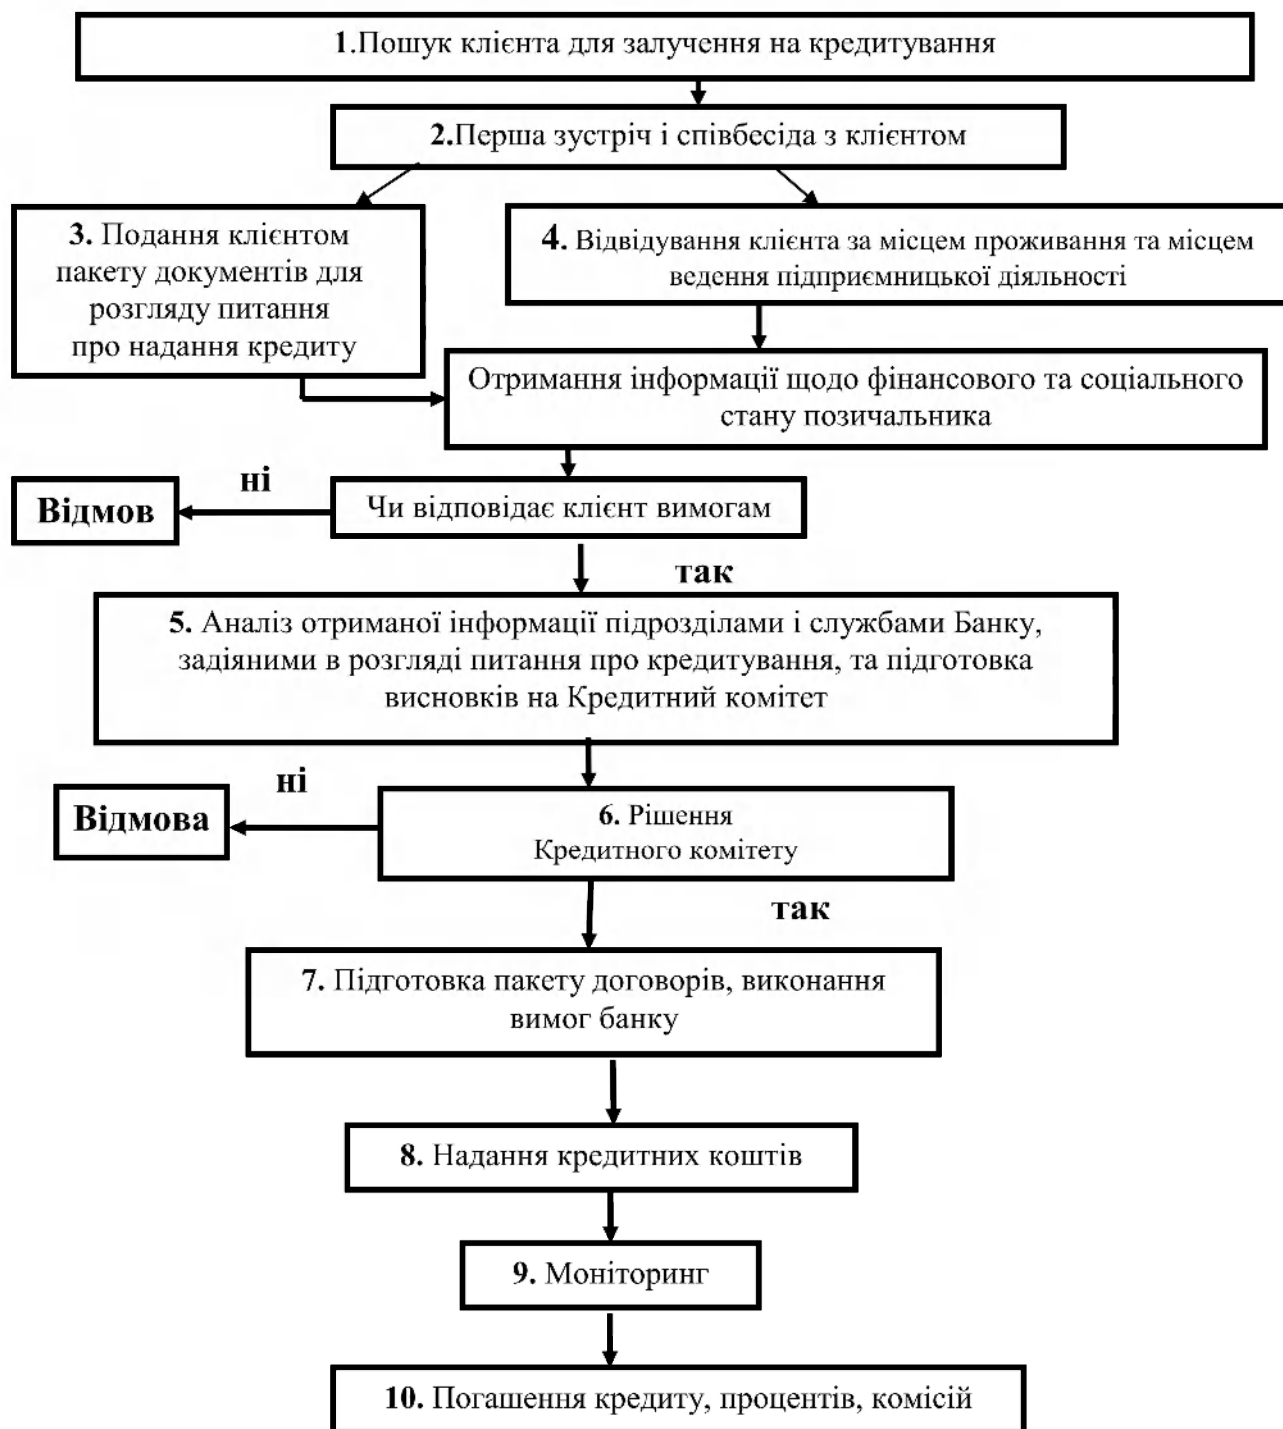 1.Пошук клієнта для залучення на кредитування
2.Перша зустріч і співбесіда з клієнтом
3. Подання клієнтом
пакету документів для
розгляду питання
про надання кредиту
4. Відвідування клієнта за місцем проживання та місцем
ведення підприємницької діяльності
Отримання інформації щодо фінансового та соціального
стану позичальника
ні
Відмов
Чи відповідає клієнт вимогам
так
5. Аналіз отриманої інформації підрозділами і службами Банку,
задіяними в розгляді питання про кредитування, та підготовка
висновків на Кредитний комітет
ні
Відмова
6. Рішення
Кредитного комітету
так
7. Підготовка пакету договорів, виконання
вимог банку
8. Надання кредитних коштів
9. Моніторинг
10. Погашення кредиту, процентів, комісій